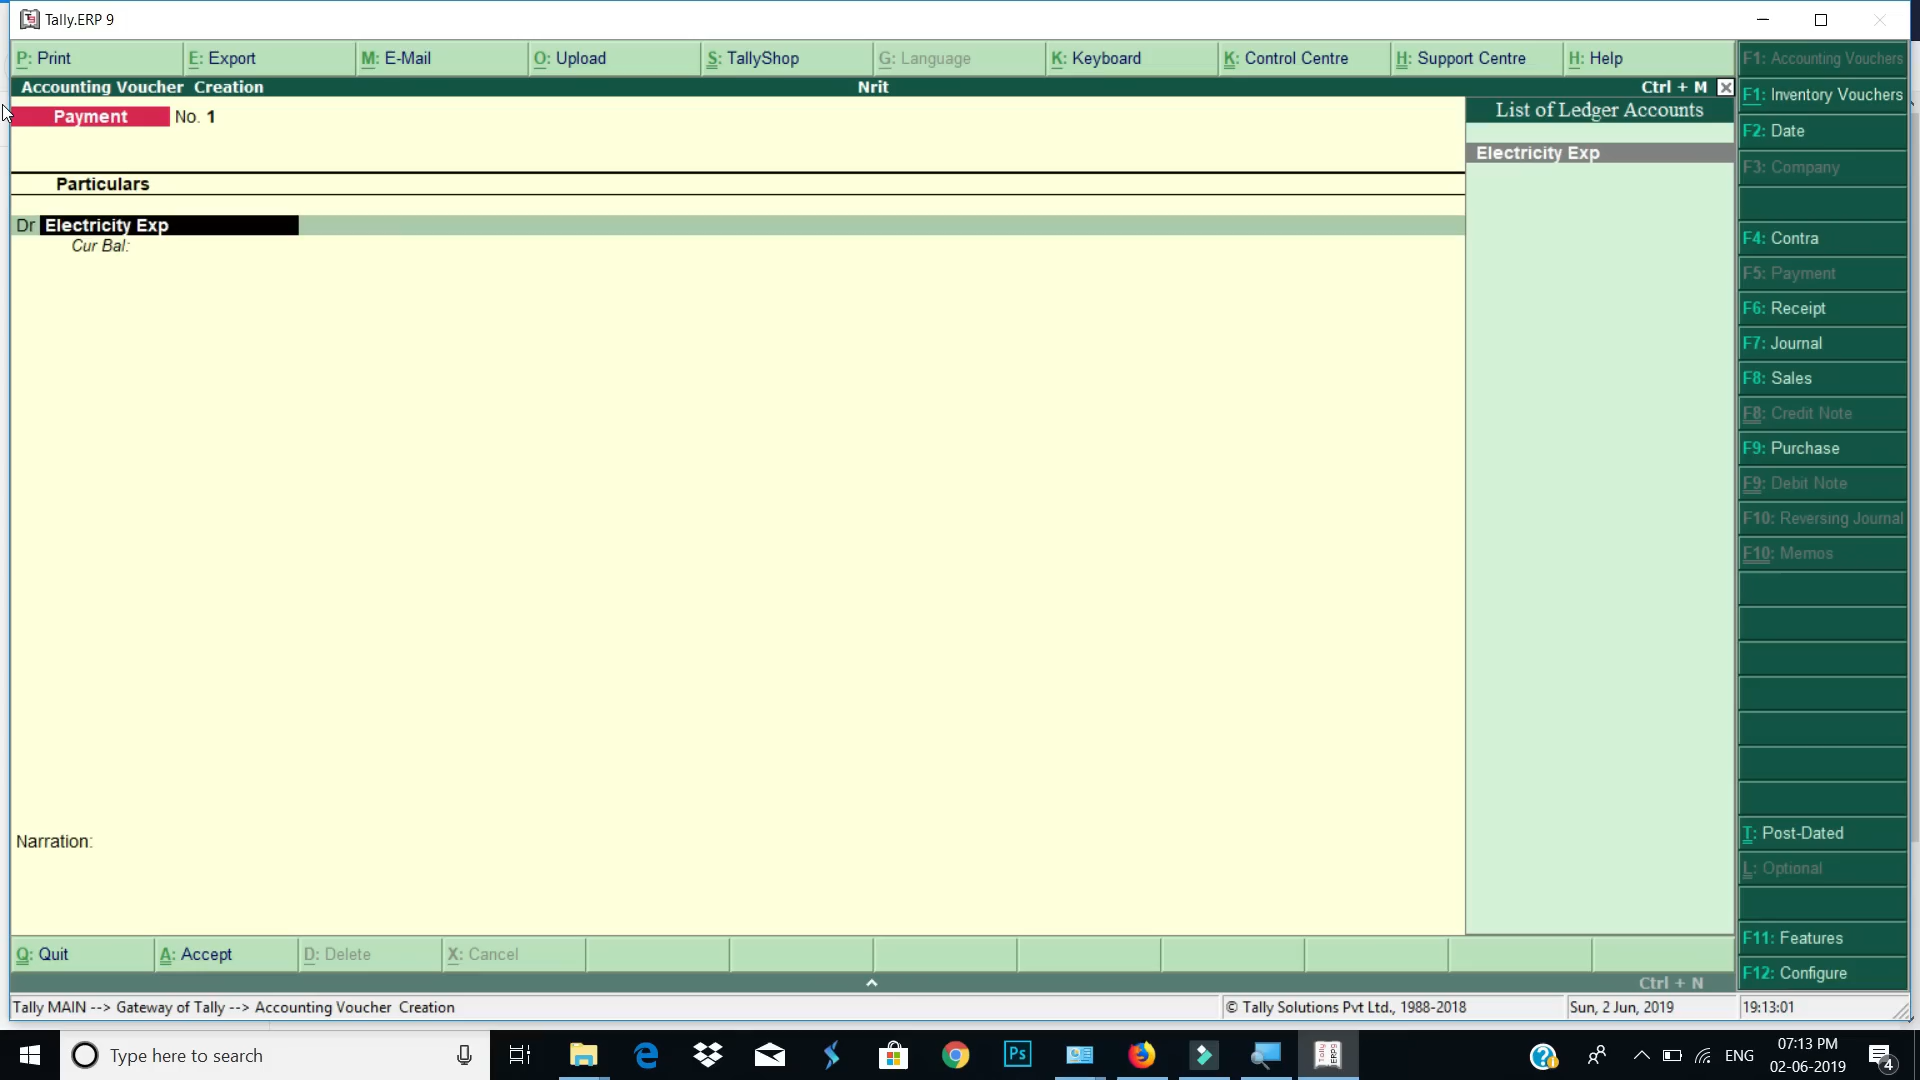 Tally.ERP 9
P: Print E: Export M: E-Mail O: Upload S: TallyShop G: Language K: Keyboard K: Control Centre H: Support Centre H: Help
Accounting Voucher Creation Nrit Ctrl + M
Payment No. 1
Particulars
Dr Electricity Exp
Cur Bal:
Narration:
List of Ledger Accounts
Electricity Exp
F1: Accounting Vouchers
F1: Inventory Vouchers
F2: Date
F3: Company
F4: Contra
F5: Payment
F6: Receipt
F7: Journal
F8: Sales
F8: Credit Note
F9: Purchase
F9: Debit Note
F10: Reversing Journal
F10: Memos
T: Post-Dated
L: Optional
F11: Features
F12: Configure
Q: Quit A: Accept D: Delete X: Cancel
Ctrl + N
Tally MAIN --> Gateway of Tally --> Accounting Voucher Creation © Tally Solutions Pvt Ltd., 1988-2018 Sun, 2 Jun, 2019 19:13:01
Type here to search Ps ENG 07:13 PM
02-06-2019 4